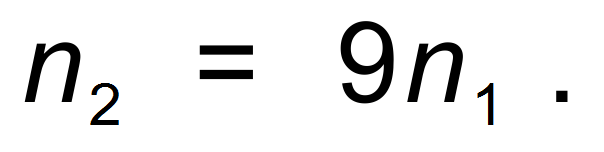 n₂ = 9n₁ .